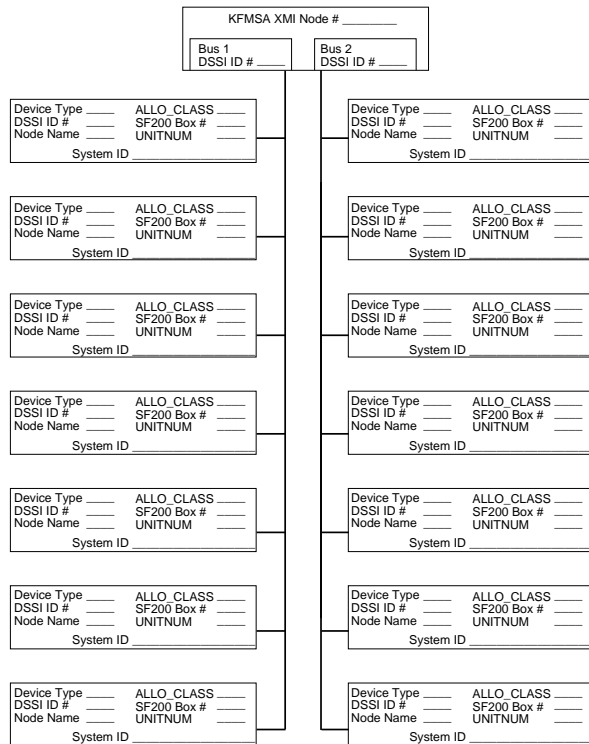 KFMSA XMI Node # ________
Bus 1
DSSI ID # ____
Bus 2
DSSI ID # ____
Device Type ____ ALLO_CLASS ____
DSSI ID # ____ SF200 Box # ____
Node Name ____ UNITNUM ____
System ID __________________
Device Type ____ ALLO_CLASS ____
DSSI ID # ____ SF200 Box # ____
Node Name ____ UNITNUM ____
System ID __________________
Device Type ____ ALLO_CLASS ____
DSSI ID # ____ SF200 Box # ____
Node Name ____ UNITNUM ____
System ID __________________
Device Type ____ ALLO_CLASS ____
DSSI ID # ____ SF200 Box # ____
Node Name ____ UNITNUM ____
System ID __________________
Device Type ____ ALLO_CLASS ____
DSSI ID # ____ SF200 Box # ____
Node Name ____ UNITNUM ____
System ID __________________
Device Type ____ ALLO_CLASS ____
DSSI ID # ____ SF200 Box # ____
Node Name ____ UNITNUM ____
System ID __________________
Device Type ____ ALLO_CLASS ____
DSSI ID # ____ SF200 Box # ____
Node Name ____ UNITNUM ____
System ID __________________
Device Type ____ ALLO_CLASS ____
DSSI ID # ____ SF200 Box # ____
Node Name ____ UNITNUM ____
System ID __________________
Device Type ____ ALLO_CLASS ____
DSSI ID # ____ SF200 Box # ____
Node Name ____ UNITNUM ____
System ID __________________
Device Type ____ ALLO_CLASS ____
DSSI ID # ____ SF200 Box # ____
Node Name ____ UNITNUM ____
System ID __________________
Device Type ____ ALLO_CLASS ____
DSSI ID # ____ SF200 Box # ____
Node Name ____ UNITNUM ____
System ID __________________
Device Type ____ ALLO_CLASS ____
DSSI ID # ____ SF200 Box # ____
Node Name ____ UNITNUM ____
System ID __________________
Device Type ____ ALLO_CLASS ____
DSSI ID # ____ SF200 Box # ____
Node Name ____ UNITNUM ____
System ID __________________
Device Type ____ ALLO_CLASS ____
DSSI ID # ____ SF200 Box # ____
Node Name ____ UNITNUM ____
System ID __________________